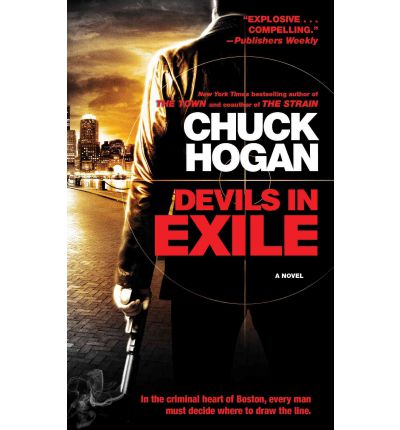 "EXPLOSIVE . . .
COMPELLING."
—Publishers Weekly
New York Times bestselling author of
THE TOWN and coauthor of THE STRAIN
CHUCK
HOGAN
DEVILS IN
EXILE
A NOVEL
In the criminal heart of Boston, every man
must decide where to draw the line.